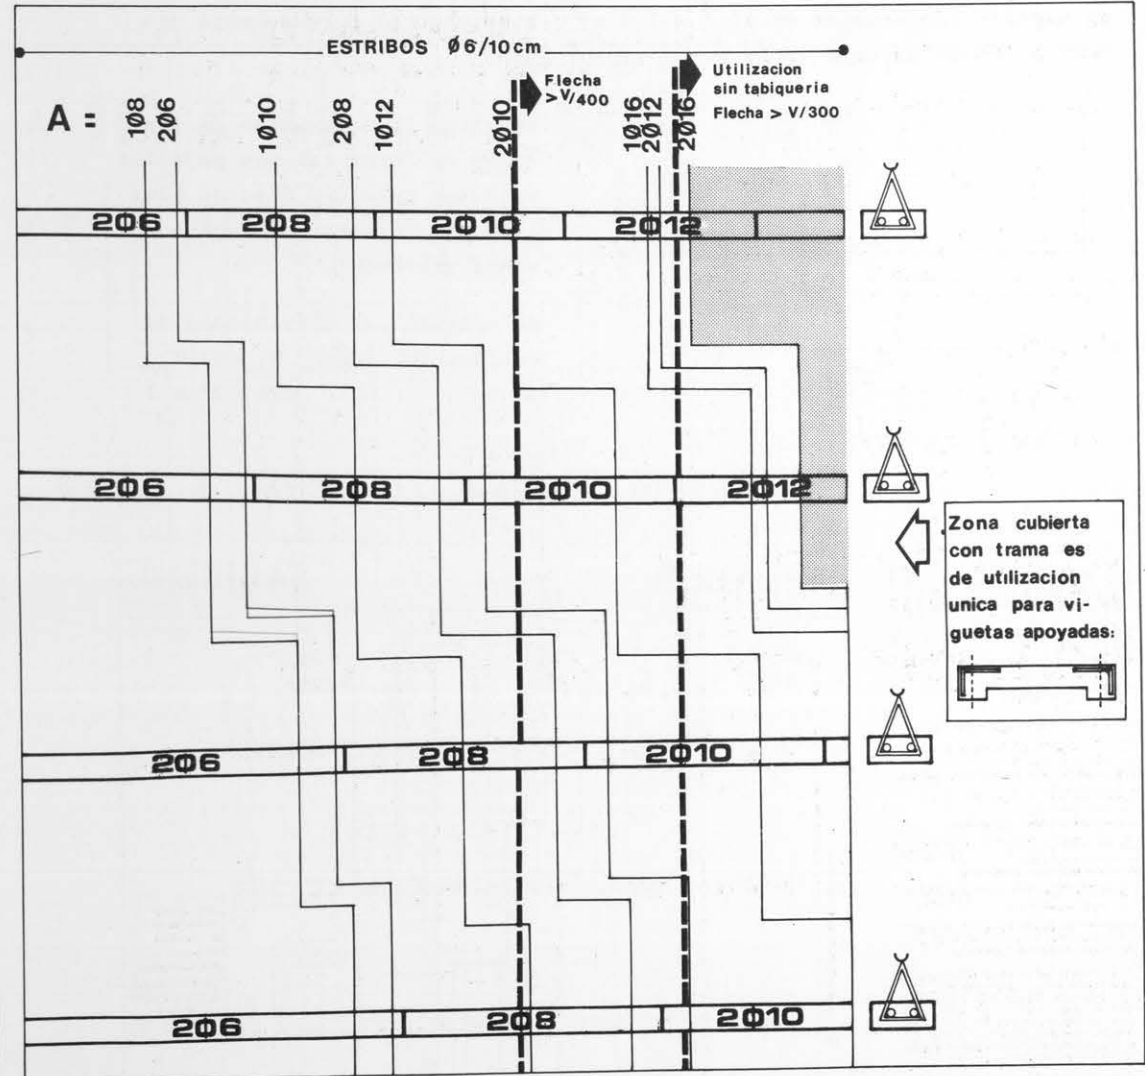 ESTRIBOS Ø6/10cm
Flecha
> V/400
Utilizacion
sin tabiqueria
Flecha > V/300
A =
1Ø8
2Ø6
1Ø10
2Ø8
1Ø12
2Ø10
1Ø16
2Ø12
2Ø16
2Ø6 2Ø8 2Ø10 2Ø12
2Ø6 2Ø8 2Ø10 2Ø12
Zona cubierta
con trama es
de utilizacion
unica para vi-
guetas apoyadas:
2Ø6 2Ø8 2Ø10
2Ø6 2Ø8 2Ø10